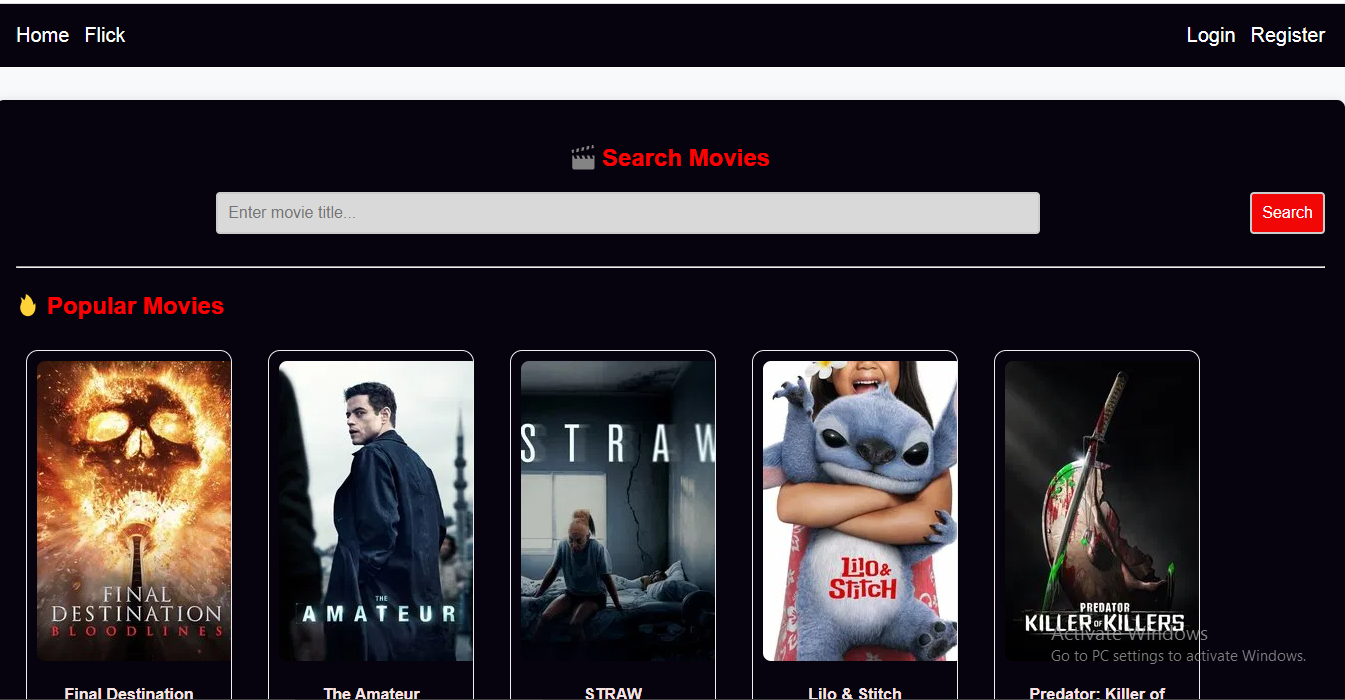 Home Flick Login Register
Search Movies
Enter movie title... Search
Popular Movies
FINAL
DESTINATION
BLOODLINES
THE
AMATEUR
STRAW
Lilo &
Stitch
PREDATOR
KILLER OF KILLERS
Activate Windows
Go to PC settings to activate Windows.
Final Destination The Amateur STRAW Lilo & Stitch Predator: Killer of